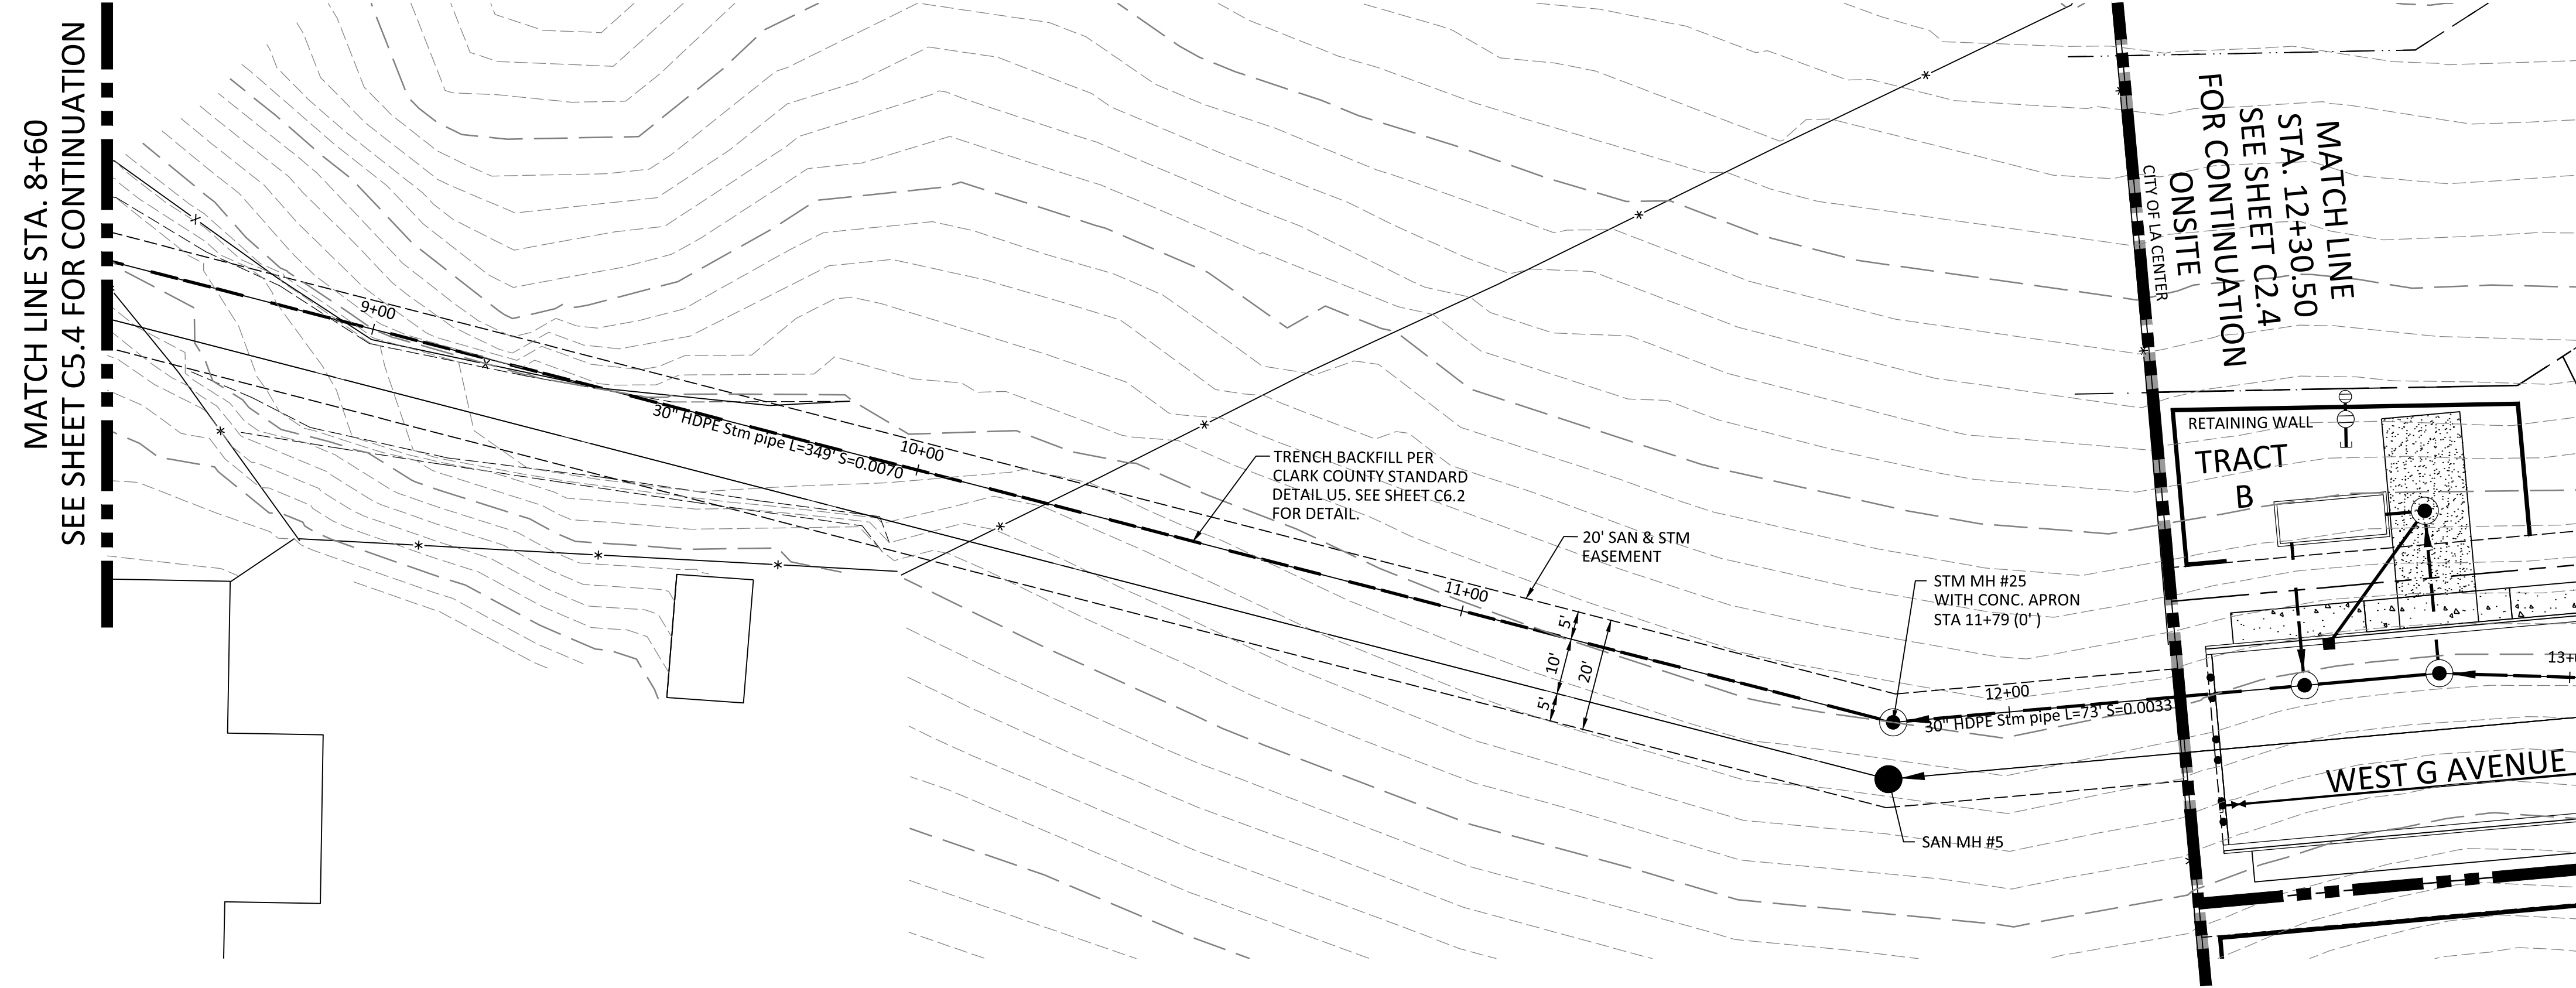 MATCH LINE STA. 8+60
SEE SHEET C5.4 FOR CONTINUATION
9+00
30" HDPE Stm pipe L=349' S=0.0070
10+00
TRENCH BACKFILL PER
CLARK COUNTY STANDARD
DETAIL U5. SEE SHEET C6.2
FOR DETAIL.
20' SAN & STM
EASEMENT
11+00
5'
10'
20'
5'
STM MH #25
WITH CONC. APRON
STA 11+79 (0' )
12+00
30" HDPE Stm pipe L=73' S=0.0033
SAN MH #5
CITY OF LA CENTER
MATCH LINE
STA. 12+30.50
SEE SHEET C2.4
FOR CONTINUATION
ONSITE
RETAINING WALL
TRACT
B
WEST G AVENUE